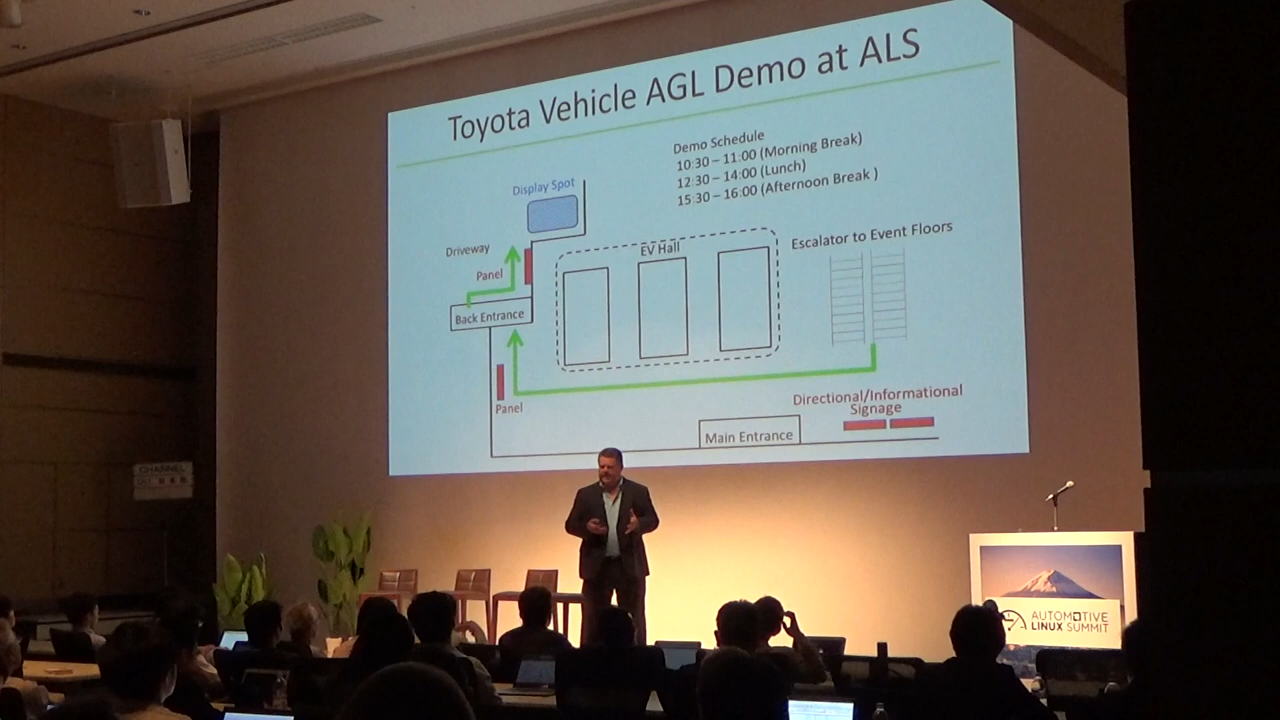 Toyota Vehicle AGL Demo at ALS
Demo Schedule
10:30 – 11:00 (Morning Break)
12:30 – 14:00 (Lunch)
15:30 – 16:00 (Afternoon Break )
Display Spot
Driveway
Panel
Back Entrance
EV Hall
Escalator to Event Floors
Panel
Directional/Informational
Signage
Main Entrance
CHANNEL
AUTOMOTIVE
LINUX SUMMIT